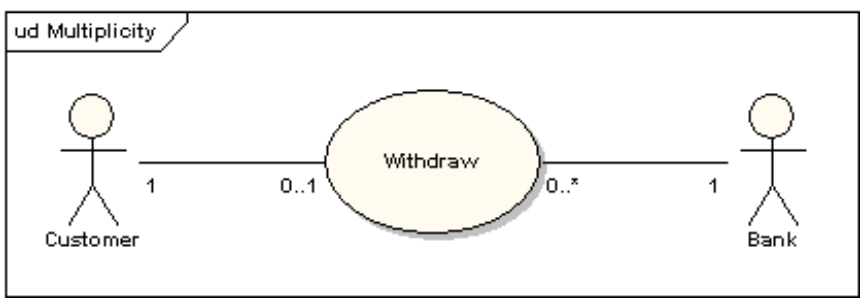 ud Multiplicity
Withdraw
1 0..1 0..* 1
Customer Bank